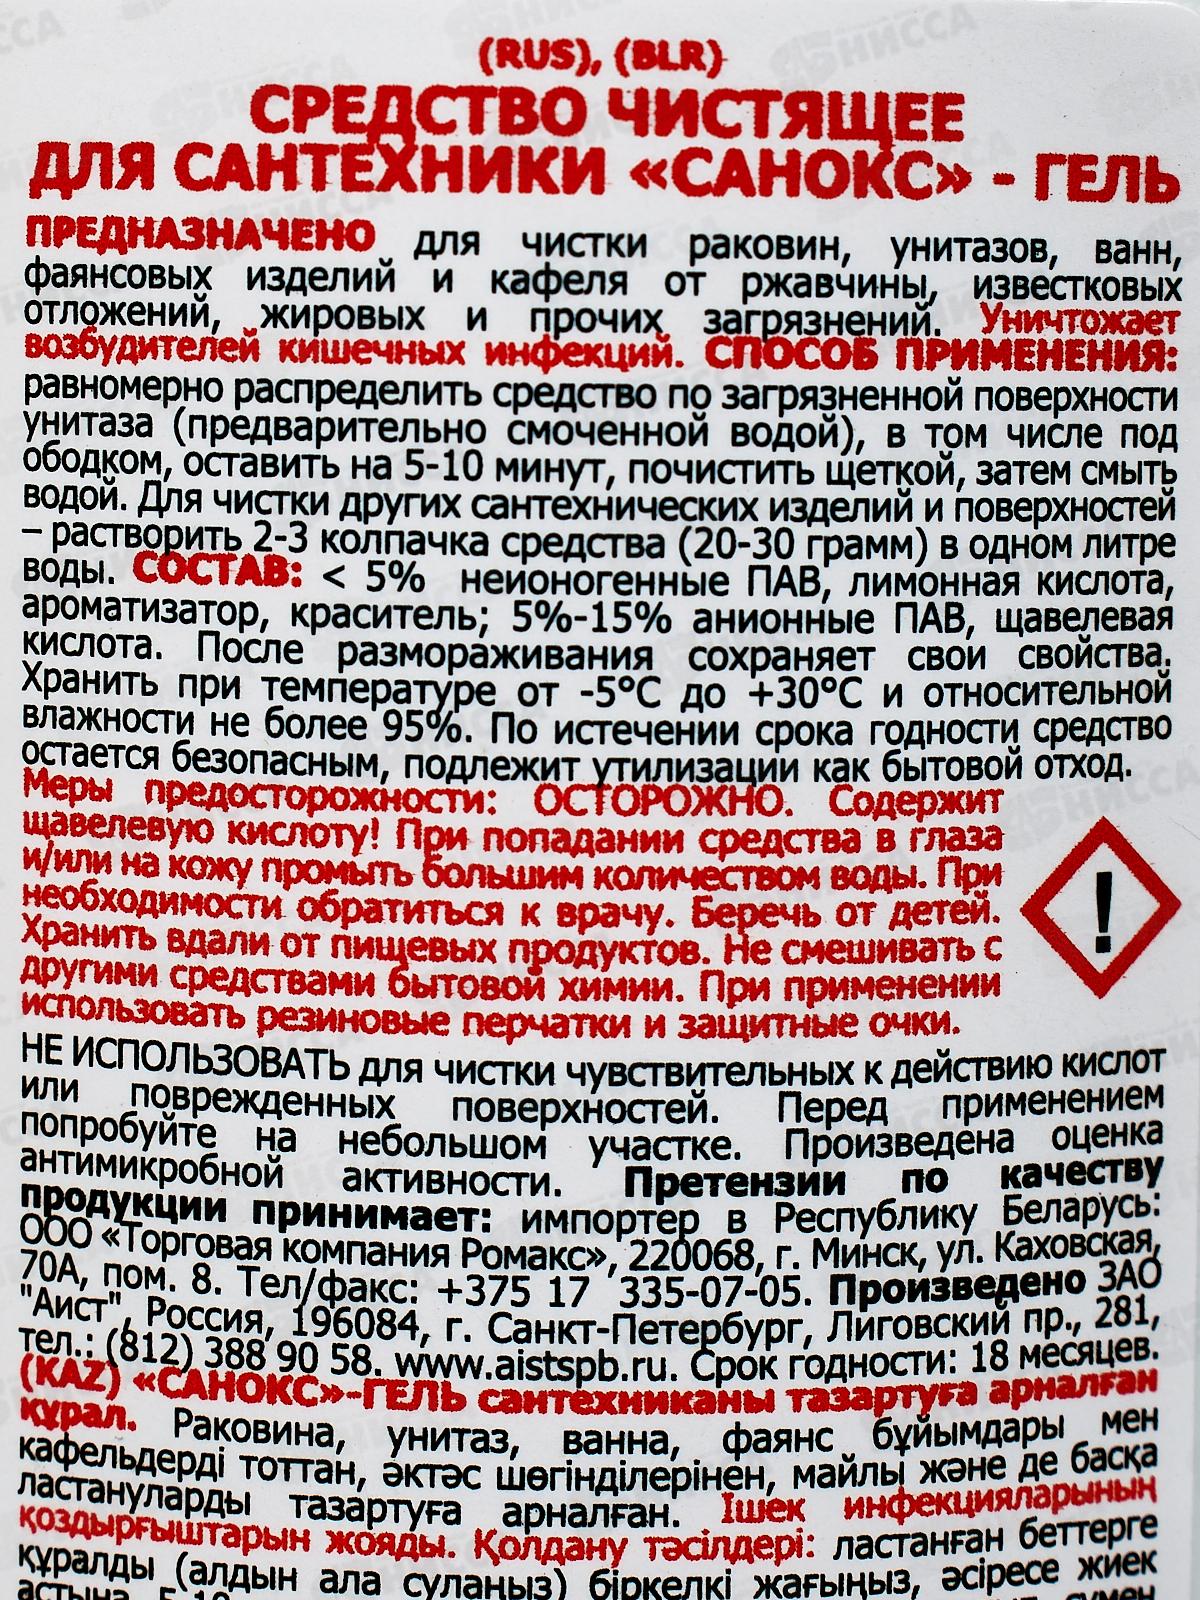 (RUS), (BLR)
СРЕДСТВО ЧИСТЯЩЕЕ
ДЛЯ САНТЕХНИКИ «САНОКС» - ГЕЛЬ
ПРЕДНАЗНАЧЕНО для чистки раковин, унитазов, ванн,
фаянсовых изделий и кафеля от ржавчины, известковых
отложений, жировых и прочих загрязнений. Уничтожает
возбудителей кишечных инфекций. СПОСОБ ПРИМЕНЕНИЯ:
равномерно распределить средство по загрязненной поверхности
унитаза (предварительно смоченной водой), в том числе под
ободком, оставить на 5-10 минут, почистить щеткой, затем смыть
водой. Для чистки других сантехнических изделий и поверхностей
– растворить 2-3 колпачка средства (20-30 грамм) в одном литре
воды. СОСТАВ: < 5% неионогенные ПАВ, лимонная кислота,
ароматизатор, краситель; 5%-15% анионные ПАВ, щавелевая
кислота. После размораживания сохраняет свои свойства.
Хранить при температуре от -5°С до +30°С и относительной
влажности не более 95%. По истечении срока годности средство
остается безопасным, подлежит утилизации как бытовой отход.
Меры предосторожности: ОСТОРОЖНО. Содержит
щавелевую кислоту! При попадании средства в глаза
и/или на кожу промыть большим количеством воды. При
необходимости обратиться к врачу. Беречь от детей.
Хранить вдали от пищевых продуктов. Не смешивать с
другими средствами бытовой химии. При применении
использовать резиновые перчатки и защитные очки.
НЕ ИСПОЛЬЗОВАТЬ для чистки чувствительных к действию кислот
или поврежденных поверхностей. Перед применением
попробуйте на небольшом участке. Произведена оценка
антимикробной активности. Претензии по качеству
продукции принимает: импортер в Республику Беларусь:
ООО «Торговая компания Ромакс», 220068, г. Минск, ул. Каховская,
70А, пом. 8. Тел/факс: +375 17 335-07-05. Произведено ЗАО
"Аист", Россия, 196084, г. Санкт-Петербург, Лиговский пр., 281,
тел.: (812) 388 90 58. www.aistspb.ru. Срок годности: 18 месяцев.
(KAZ) «САНОКС»-ГЕЛЬ сантехниканы тазартуға арналған
құрал. Раковина, унитаз, ванна, фаянс бұйымдары мен
кафельдерді тоттан, әктәс шөгінділерінен, майлы және де басқа
ластануларды тазартуға арналған. Ішек инфекцияларының
қоздырғыштарын жояды. Қолдану тәсілдері: ластанған беттерге
құралды (алдын ала суланыз) біркелкі жағыңыз, әсіресе жиек